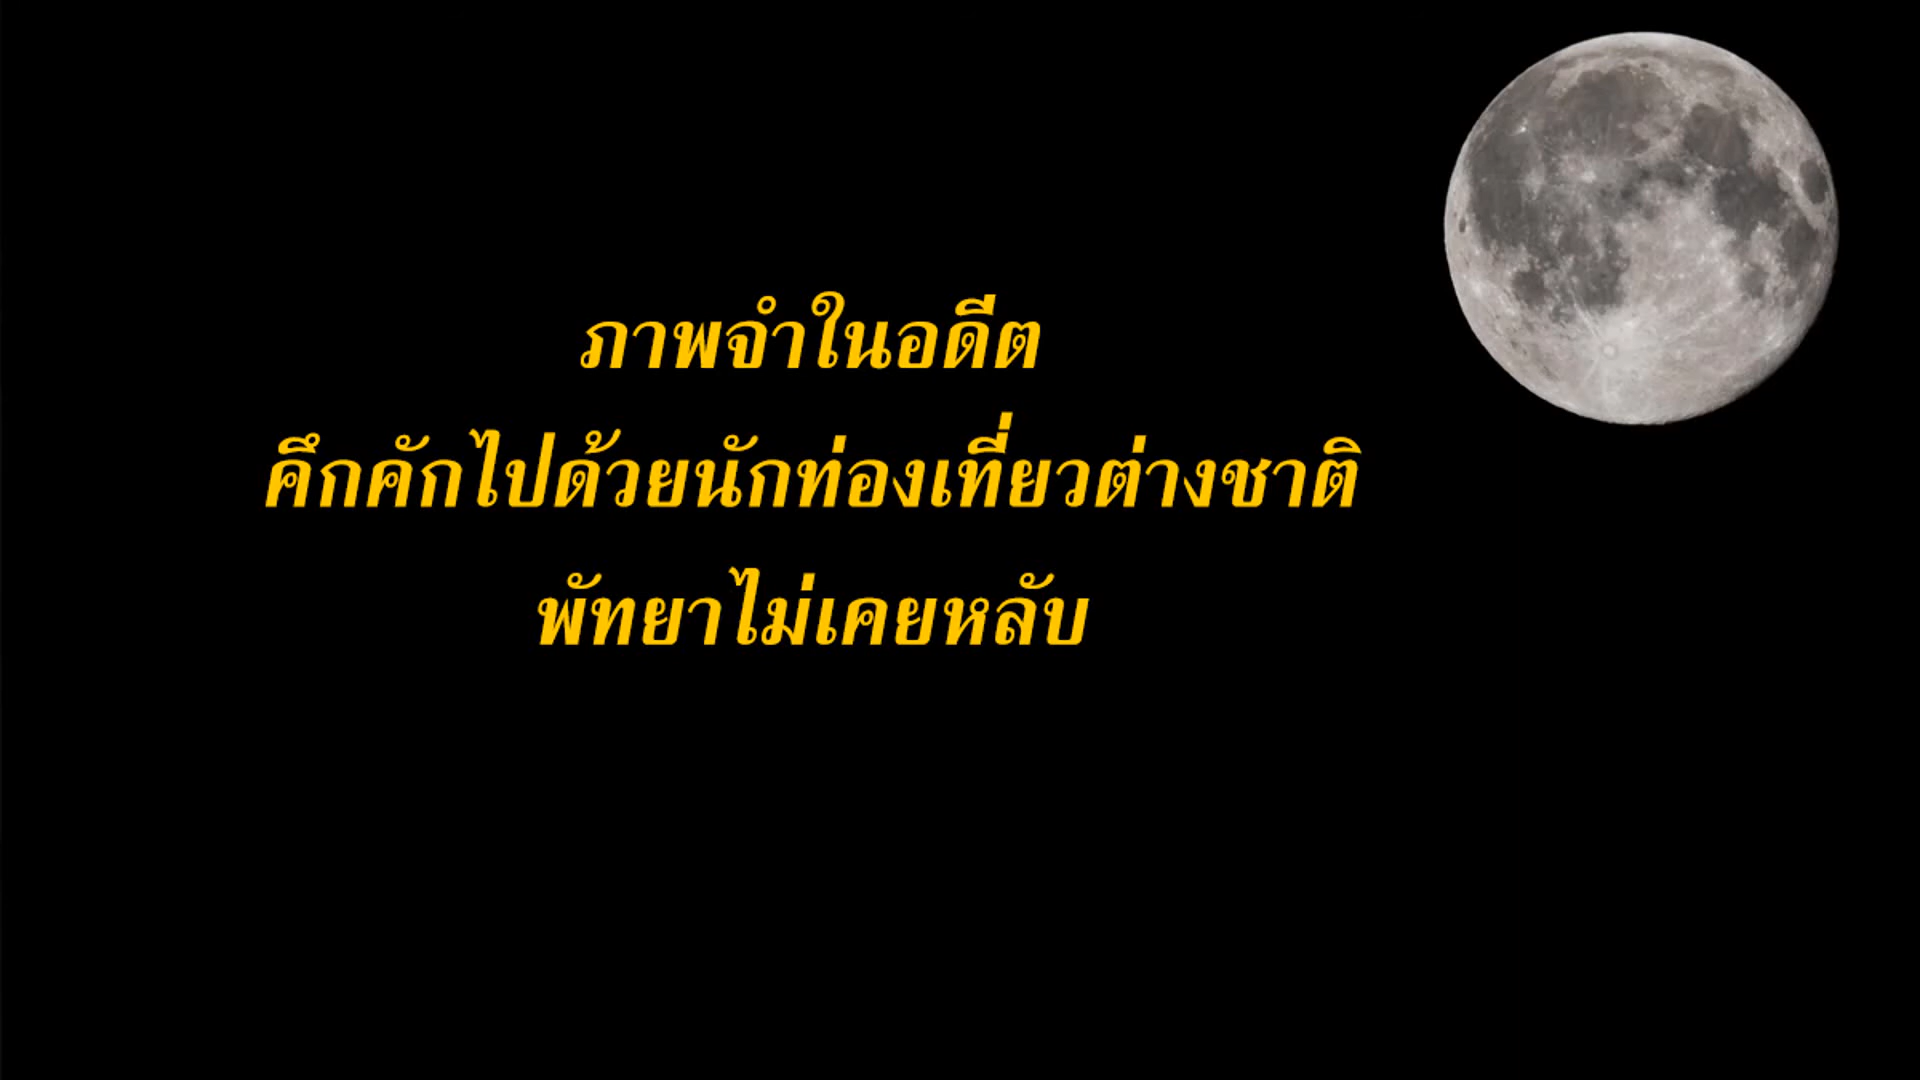 ภาพจำในอดีต
คึกคักไปด้วยนักท่องเที่ยวต่างชาติ
พัทยาไม่เคยหลับ